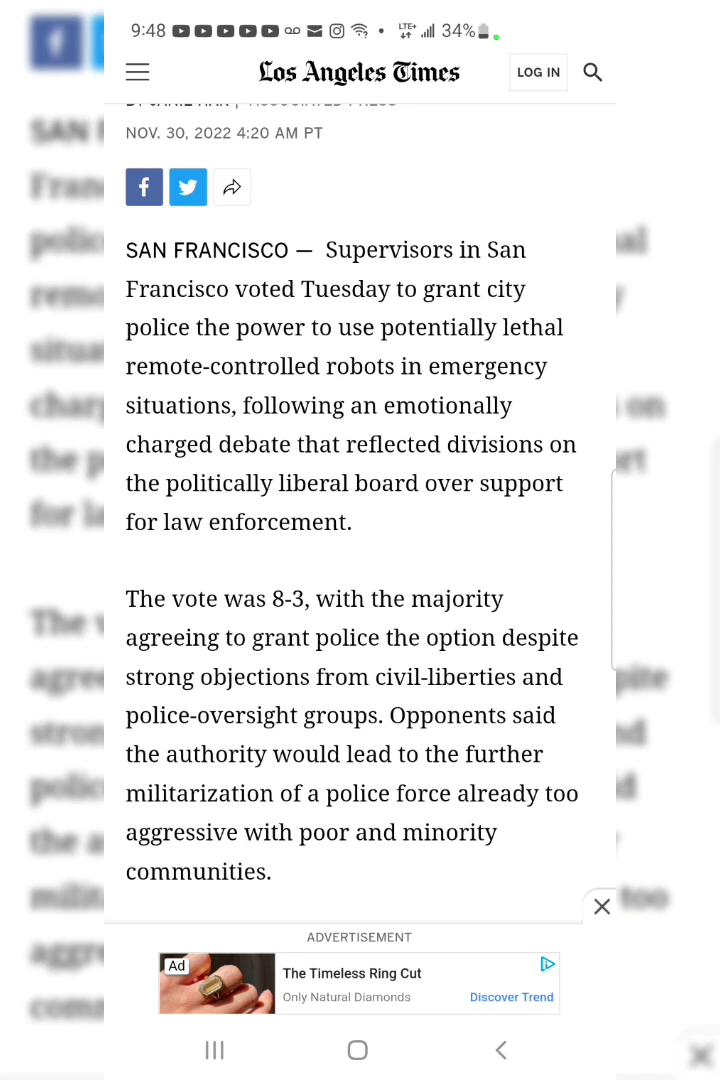 9:48
LTE+
34%
Los Angeles Times
LOG IN
NOV. 30, 2022 4:20 AM PT
SAN FRANCISCO — Supervisors in San
Francisco voted Tuesday to grant city
police the power to use potentially lethal
remote-controlled robots in emergency
situations, following an emotionally
charged debate that reflected divisions on
the politically liberal board over support
for law enforcement.
The vote was 8-3, with the majority
agreeing to grant police the option despite
strong objections from civil-liberties and
police-oversight groups. Opponents said
the authority would lead to the further
militarization of a police force already too
aggressive with poor and minority
communities.
ADVERTISEMENT
Ad
The Timeless Ring Cut
Only Natural Diamonds
Discover Trend